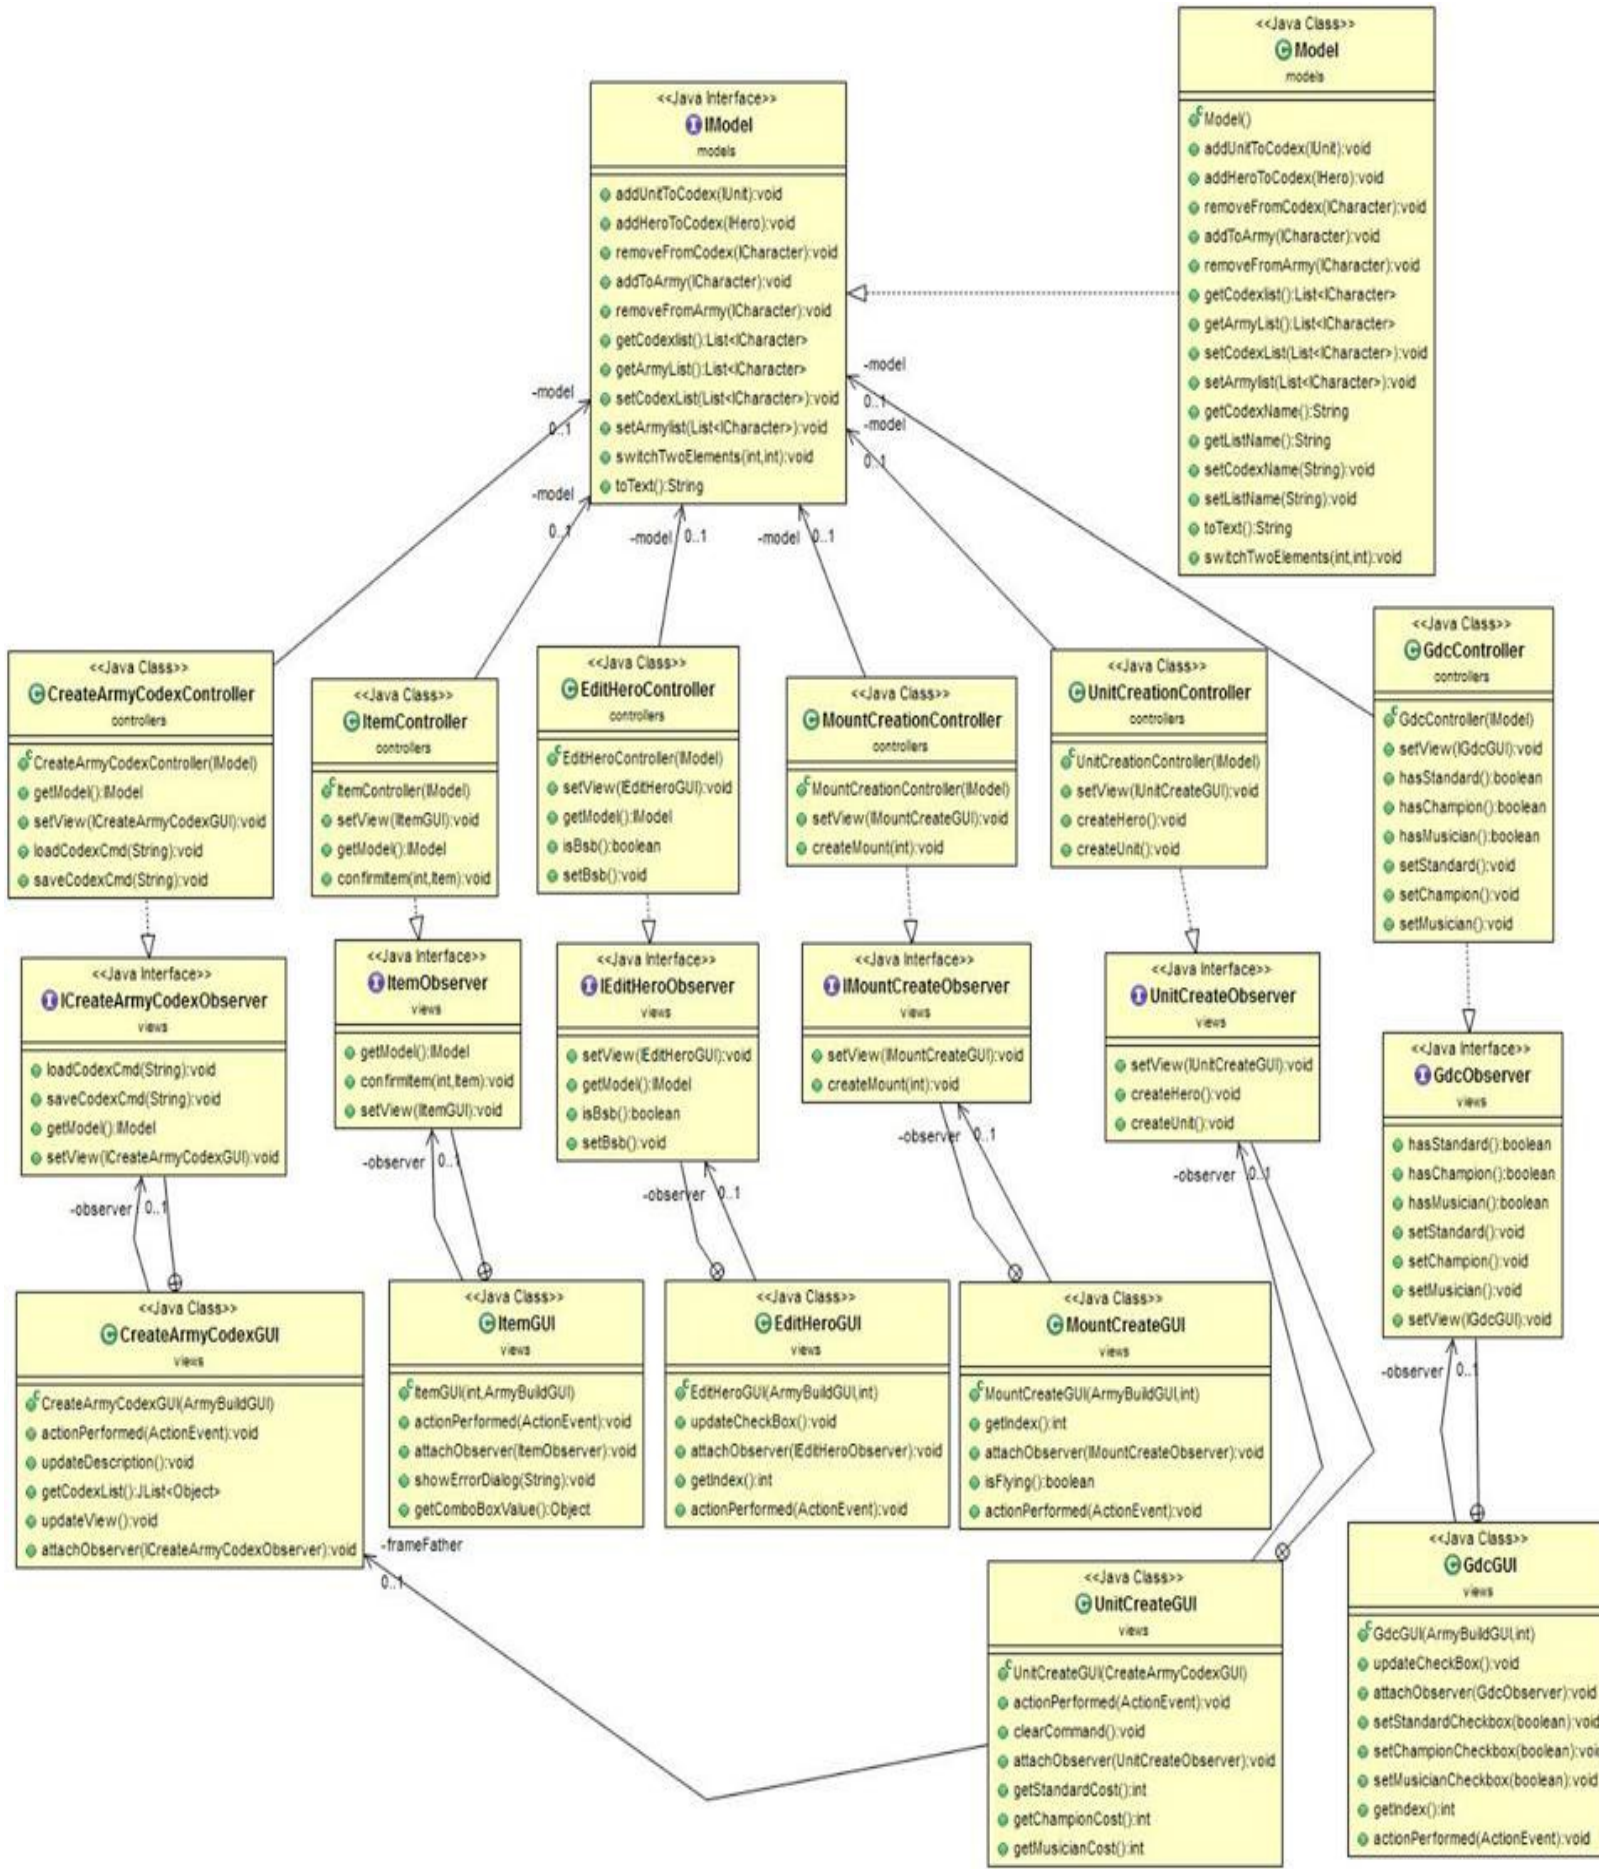 <<Java Class>>
Model
models
Model()
addUnitToCodex(IUnit):void
addHeroToCodex(IHero):void
removeFromCodex(ICharacter):void
addToArmy(ICharacter):void
removeFromArmy(ICharacter):void
getCodexlist():List<ICharacter>
getArmyList():List<ICharacter>
setCodexList(List<ICharacter>):void
setArmylist(List<ICharacter>):void
getCodexName():String
getListName():String
setCodexName(String):void
setListName(String):void
toText():String
switchTwoElements(int,int):void
<<Java Interface>>
IModel
models
addUnitToCodex(IUnit):void
addHeroToCodex(IHero):void
removeFromCodex(ICharacter):void
addToArmy(ICharacter):void
removeFromArmy(ICharacter):void
getCodexlist():List<ICharacter>
getArmyList():List<ICharacter>
setCodexList(List<ICharacter>):void
setArmylist(List<ICharacter>):void
switchTwoElements(int,int):void
toText():String
-model
0..1
-model
0..1
-model 0..1
-model 0..1
-model
0..1
-model
0..1
<<Java Class>>
CreateArmyCodexController
controllers
CreateArmyCodexController(IModel)
getModel():IModel
setView(ICreateArmyCodexGUI):void
loadCodexCmd(String):void
saveCodexCmd(String):void
<<Java Class>>
ItemController
controllers
ItemController(IModel)
setView(ItemGUI):void
getModel():IModel
confirmItem(int,Item):void
<<Java Class>>
EditHeroController
controllers
EditHeroController(IModel)
setView(IEditHeroGUI):void
getModel():IModel
isBsb():boolean
setBsb():void
<<Java Class>>
MountCreationController
controllers
MountCreationController(IModel)
setView(IMountCreateGUI):void
createMount(int):void
<<Java Class>>
UnitCreationController
controllers
UnitCreationController(IModel)
setView(IUnitCreateGUI):void
createHero():void
createUnit():void
<<Java Class>>
GdcController
controllers
GdcController(IModel)
setView(IGdcGUI):void
hasStandard():boolean
hasChampion():boolean
hasMusician():boolean
setStandard():void
setChampion():void
setMusician():void
<<Java Interface>>
ICreateArmyCodexObserver
views
loadCodexCmd(String):void
saveCodexCmd(String):void
getModel():IModel
setView(ICreateArmyCodexGUI):void
<<Java Interface>>
ItemObserver
views
getModel():IModel
confirmItem(int,Item):void
setView(ItemGUI):void
<<Java Interface>>
IEditHeroObserver
views
setView(IEditHeroGUI):void
getModel():IModel
isBsb():boolean
setBsb():void
<<Java Interface>>
IMountCreateObserver
views
setView(IMountCreateGUI):void
createMount(int):void
<<Java Interface>>
UnitCreateObserver
views
setView(IUnitCreateGUI):void
createHero():void
createUnit():void
<<Java Interface>>
GdcObserver
views
hasStandard():boolean
hasChampion():boolean
hasMusician():boolean
setStandard():void
setChampion():void
setMusician():void
setView(IGdcGUI):void
-observer 0..1
-observer 0..1
-observer 0..1
-observer 0..1
-observer 0..1
-observer 0..1
<<Java Class>>
CreateArmyCodexGUI
views
CreateArmyCodexGUI(ArmyBuildGUI)
actionPerformed(ActionEvent):void
updateDescription():void
getCodexList():JList<Object>
updateView():void
attachObserver(ICreateArmyCodexObserver):void
<<Java Class>>
ItemGUI
views
ItemGUI(int,ArmyBuildGUI)
actionPerformed(ActionEvent):void
attachObserver(ItemObserver):void
showErrorDialog(String):void
getComboBoxValue():Object
<<Java Class>>
EditHeroGUI
views
EditHeroGUI(ArmyBuildGUI,int)
updateCheckBox():void
attachObserver(IEditHeroObserver):void
getIndex():int
actionPerformed(ActionEvent):void
<<Java Class>>
MountCreateGUI
views
MountCreateGUI(ArmyBuildGUI,int)
getIndex():int
attachObserver(IMountCreateObserver):void
isFlying():boolean
actionPerformed(ActionEvent):void
-frameFather
0..1
<<Java Class>>
UnitCreateGUI
views
UnitCreateGUI(CreateArmyCodexGUI)
actionPerformed(ActionEvent):void
clearCommand():void
attachObserver(UnitCreateObserver):void
getStandardCost():int
getChampionCost():int
getMusicianCost():int
<<Java Class>>
GdcGUI
views
GdcGUI(ArmyBuildGUI,int)
updateCheckBox():void
attachObserver(GdcObserver):void
setStandardCheckbox(boolean):void
setChampionCheckbox(boolean):voi
setMusicianCheckbox(boolean):void
getIndex():int
actionPerformed(ActionEvent):void